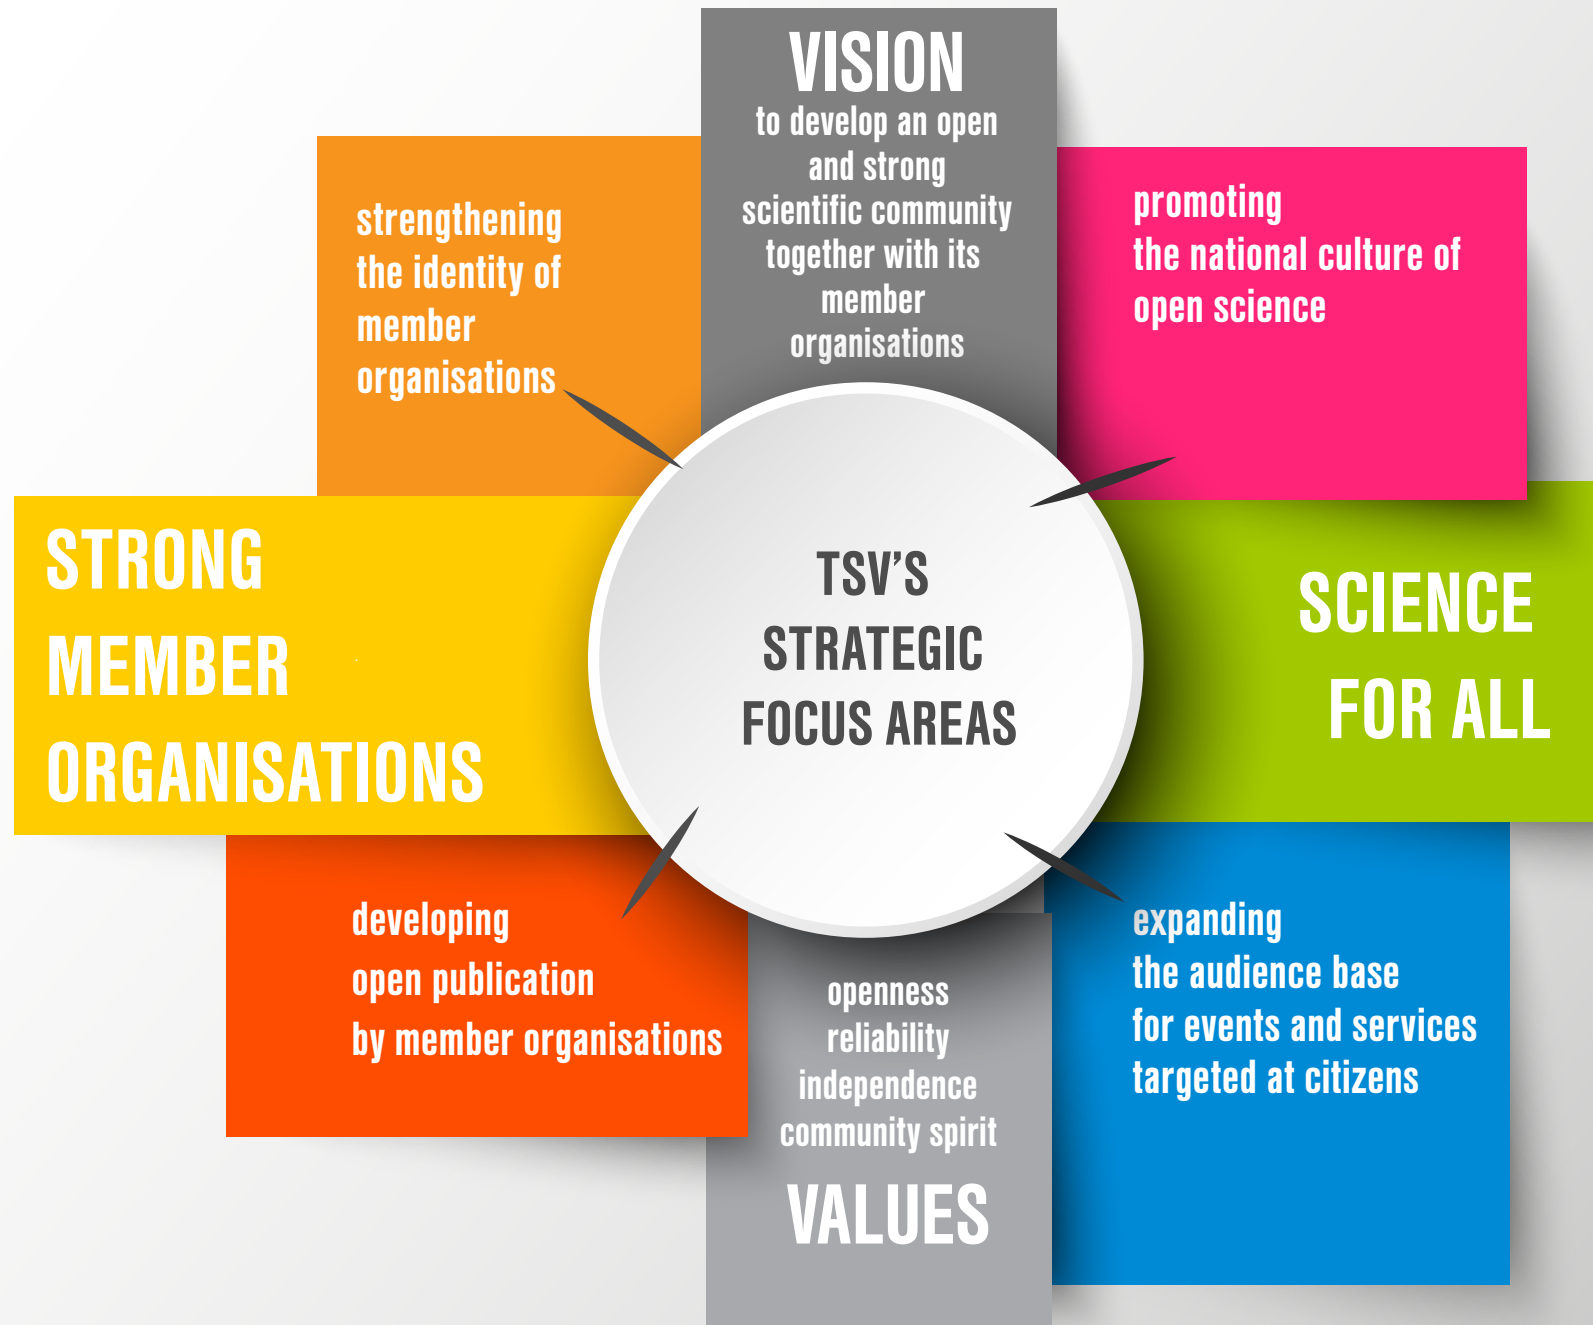 VISION
to develop an open
and strong
scientific community
together with its
member
organisations
strengthening
the identity of
member
organisations
promoting
the national culture of
open science
STRONG
MEMBER
ORGANISATIONS
TSV’S
STRATEGIC
FOCUS AREAS
SCIENCE
FOR ALL
developing
open publication
by member organisations
openness
reliability
independence
community spirit
VALUES
expanding
the audience base
for events and services
targeted at citizens